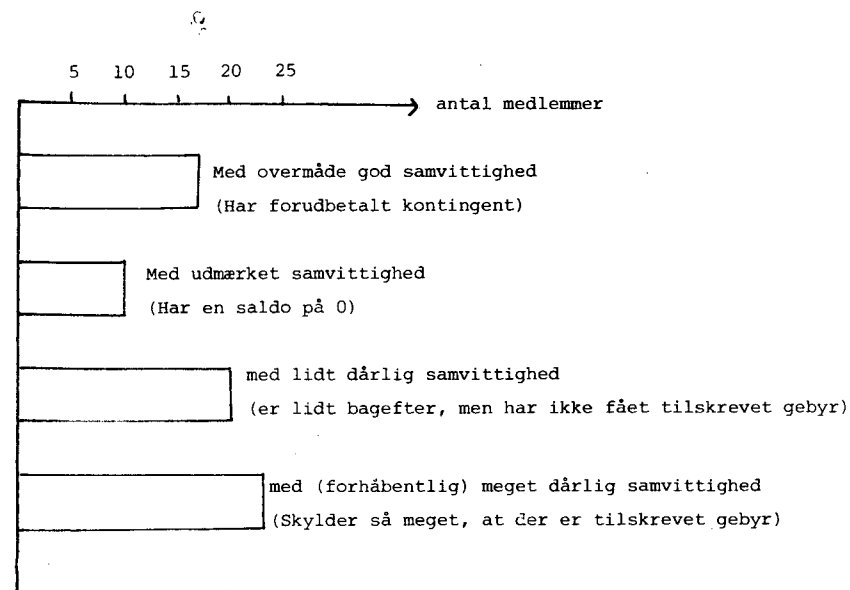 5 10 15 20 25
antal medlemmer
Med overmåde god samvittighed
(Har forudbetalt kontingent)
Med udmærket samvittighed
(Har en saldo på 0)
med lidt dårlig samvittighed
(er lidt bagefter, men har ikke fået tilskrevet gebyr)
med (forhåbentlig) meget dårlig samvittighed
(Skylder så meget, at der er tilskrevet gebyr)